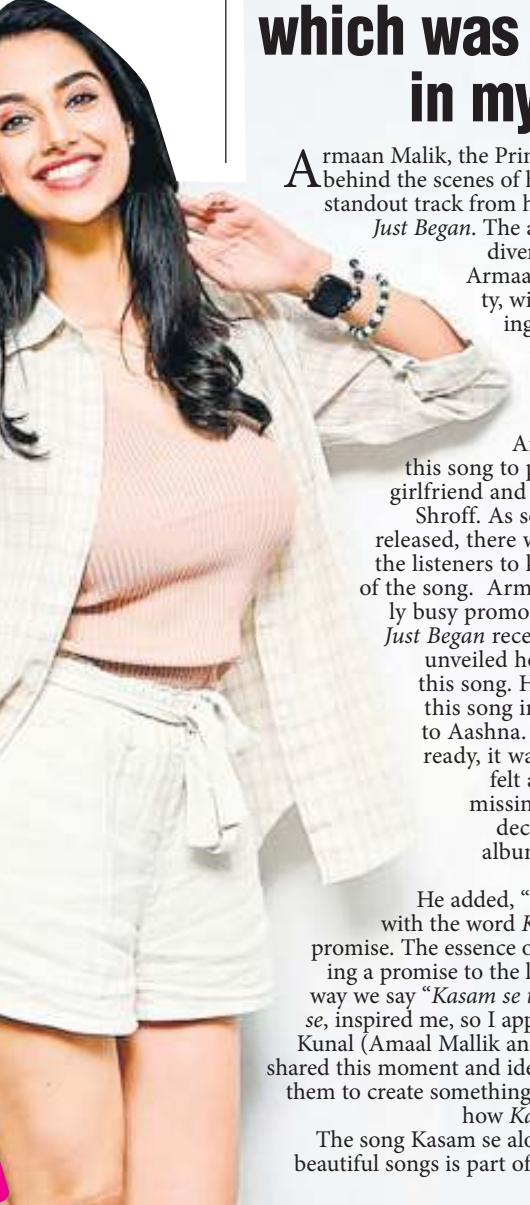 which was
in my
Armaan Malik, the Prin
behind the scenes of h
standout track from h
Just Began. The a
diver
Armaa
ty, wi
ing
Ar
this song to p
girlfriend and
Shroff. As so
released, there w
the listeners to l
of the song. Arm
ly busy promo
Just Began rece
unveiled ho
this song. H
this song in
to Aashna.
ready, it wa
felt a
missin
dec
albun
He added, “
with the word K
promise. The essence o
ing a promise to the l
way we say “Kasam se
se, inspired me, so I app
Kunal (Amaal Mallik an
shared this moment and ide
them to create something
how Ka
The song Kasam se alo
beautiful songs is part of